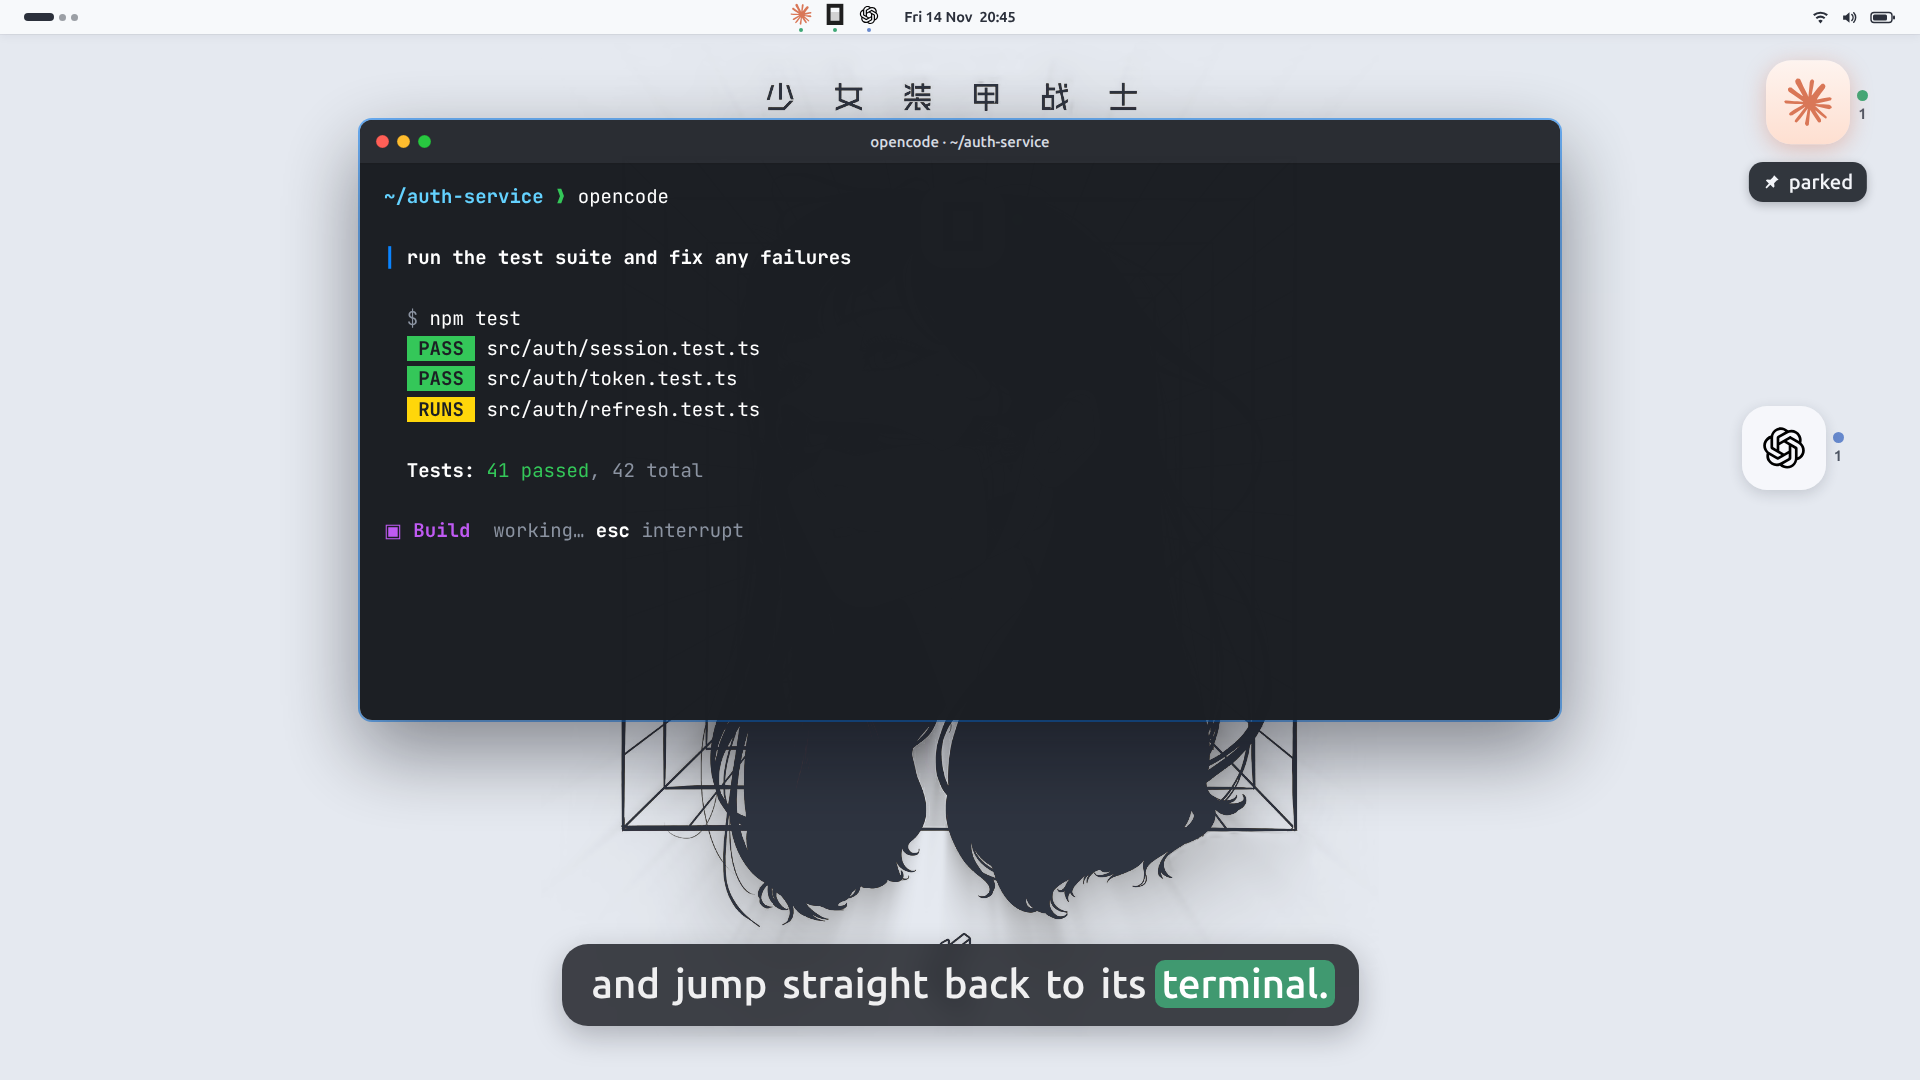 Fri 14 Nov 20:45
少女装甲战士
1
parked
opencode · ~/auth-service
~/auth-service ❯ opencode
run the test suite and fix any failures
$ npm test
PASS src/auth/session.test.ts
PASS src/auth/token.test.ts
RUNS src/auth/refresh.test.ts
Tests: 41 passed, 42 total
Build working… esc interrupt
1
and jump straight back to its terminal.